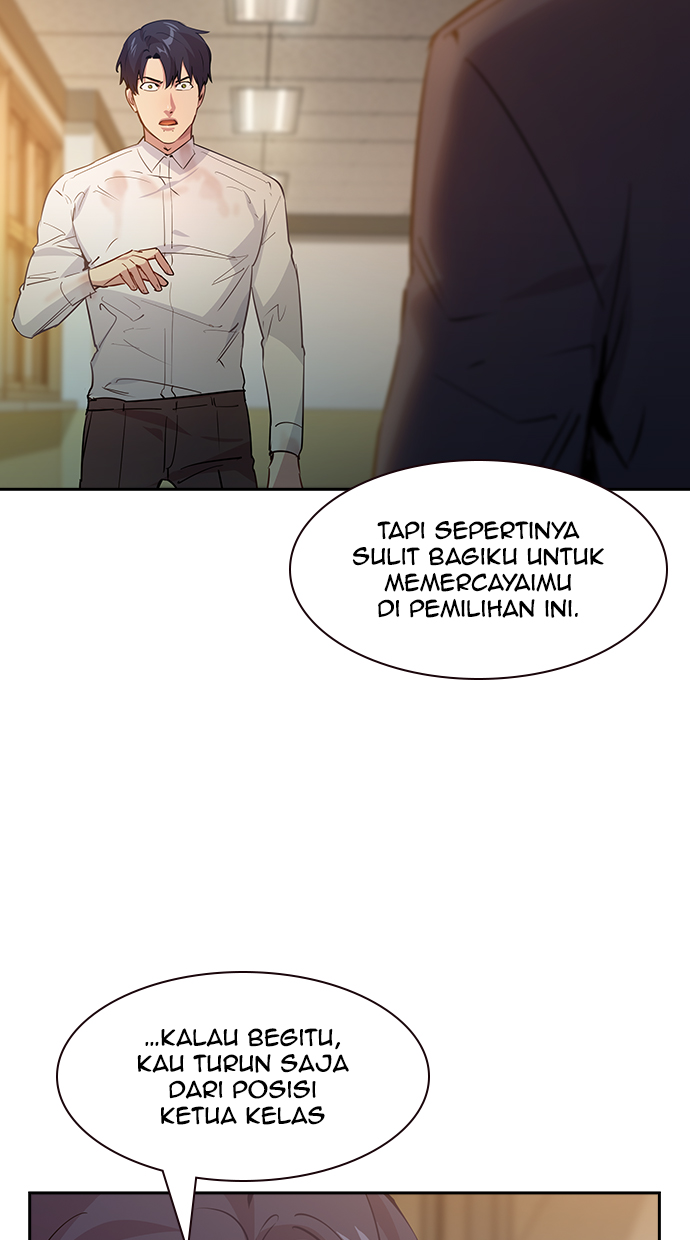 TAPI SEPERTINYA
SULIT BAGIKU UNTUK
MEMERCAYAIMU
DI PEMILIHAN INI.
...KALAU BEGITU,
KAU TURUN SAJA
DARI POSISI
KETUA KELAS